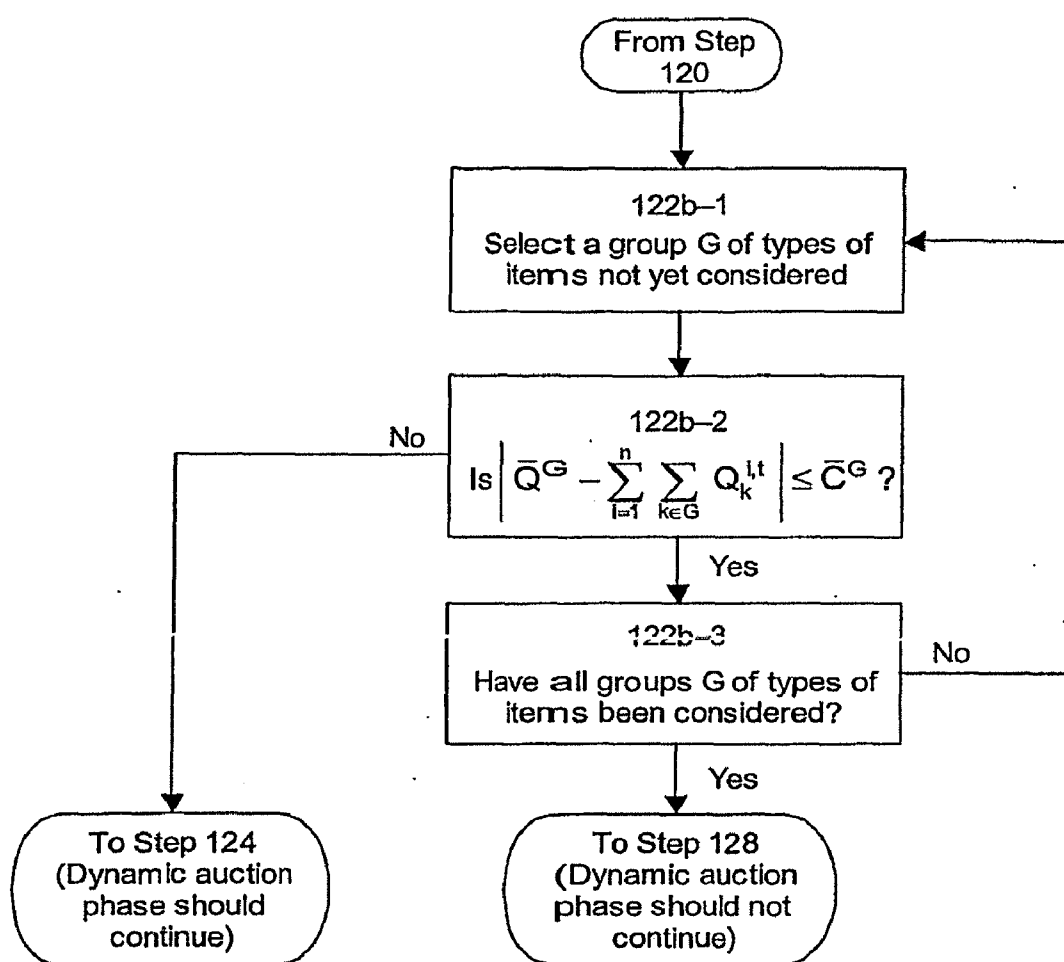 From Step
120
122b–1
Select a group G of types of
items not yet considered
122b–2
No
Is | Q̄^G − ∑_{i=1}^{n} ∑_{k∈G} Q_k^{i,t} | ≤ C̄^G ?
Yes
122b–3
Have all groups G of types of
items been considered?
No
Yes
To Step 124
(Dynamic auction
phase should
continue)
To Step 128
(Dynamic auction
phase should not
continue)